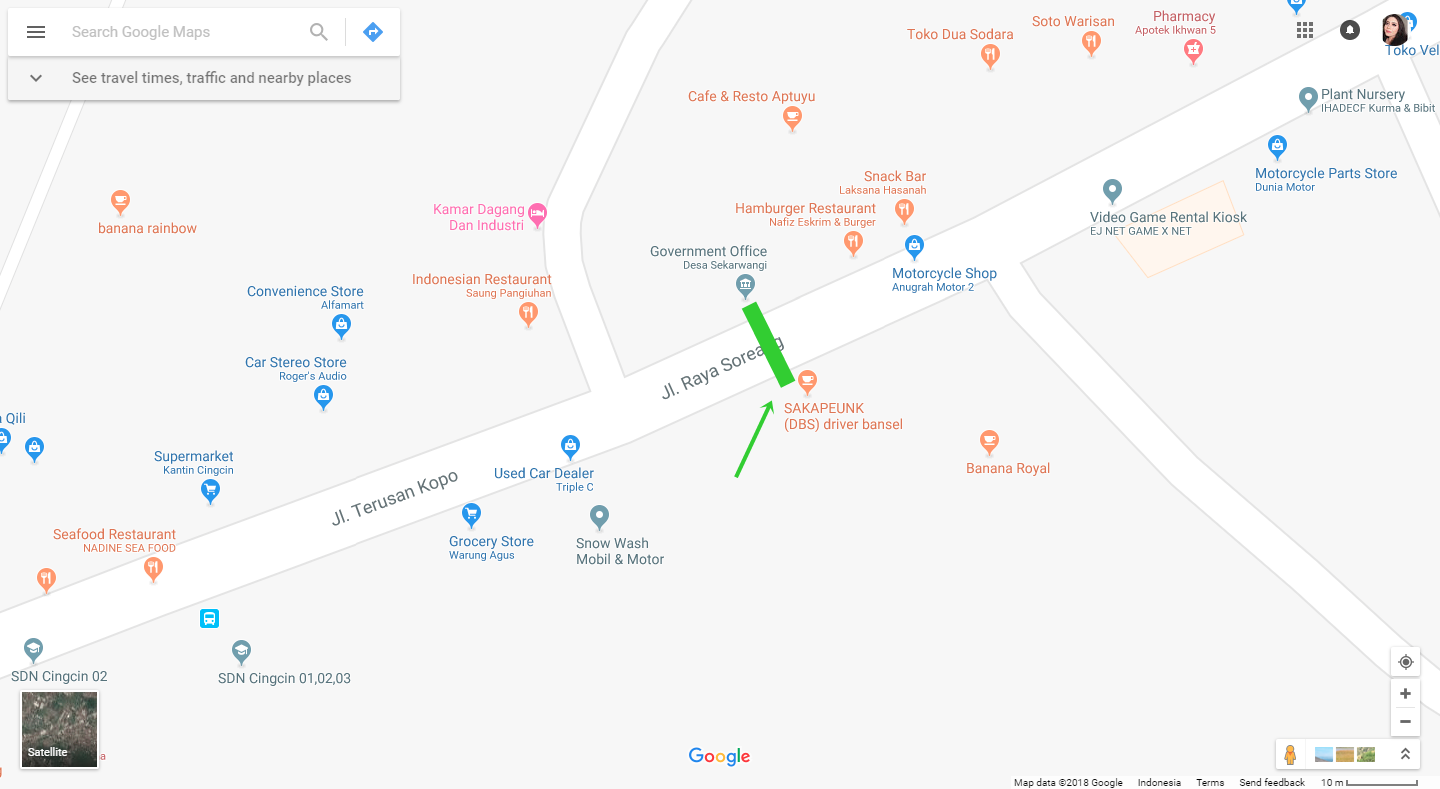 Search Google Maps
See travel times, traffic and nearby places
Soto Warisan
Pharmacy
Apotek Ikhwan 5
Toko Dua Sodara
Toko Vel
Cafe & Resto Aptuyu
Plant Nursery
IHADECF Kurma & Bibit
Motorcycle Parts Store
Dunia Motor
Snack Bar
Laksana Hasanah
Hamburger Restaurant
Nafiz Eskrim & Burger
Kamar Dagang
Dan Industri
banana rainbow
Video Game Rental Kiosk
EJ NET GAME X NET
Government Office
Desa Sekarwangi
Motorcycle Shop
Anugrah Motor 2
Indonesian Restaurant
Saung Pangiuhan
Convenience Store
Alfamart
Car Stereo Store
Roger's Audio
Jl. Raya Soreang
SAKAPEUNK
(DBS) driver bansel
a Qili
Supermarket
Kantin Cingcin
Used Car Dealer
Triple C
Banana Royal
Jl. Terusan Kopo
Seafood Restaurant
NADINE SEA FOOD
Grocery Store
Warung Agus
Snow Wash
Mobil & Motor
SDN Cingcin 02
SDN Cingcin 01,02,03
Satellite
a
Google
Map data ©2018 Google Indonesia Terms Send feedback 10 m